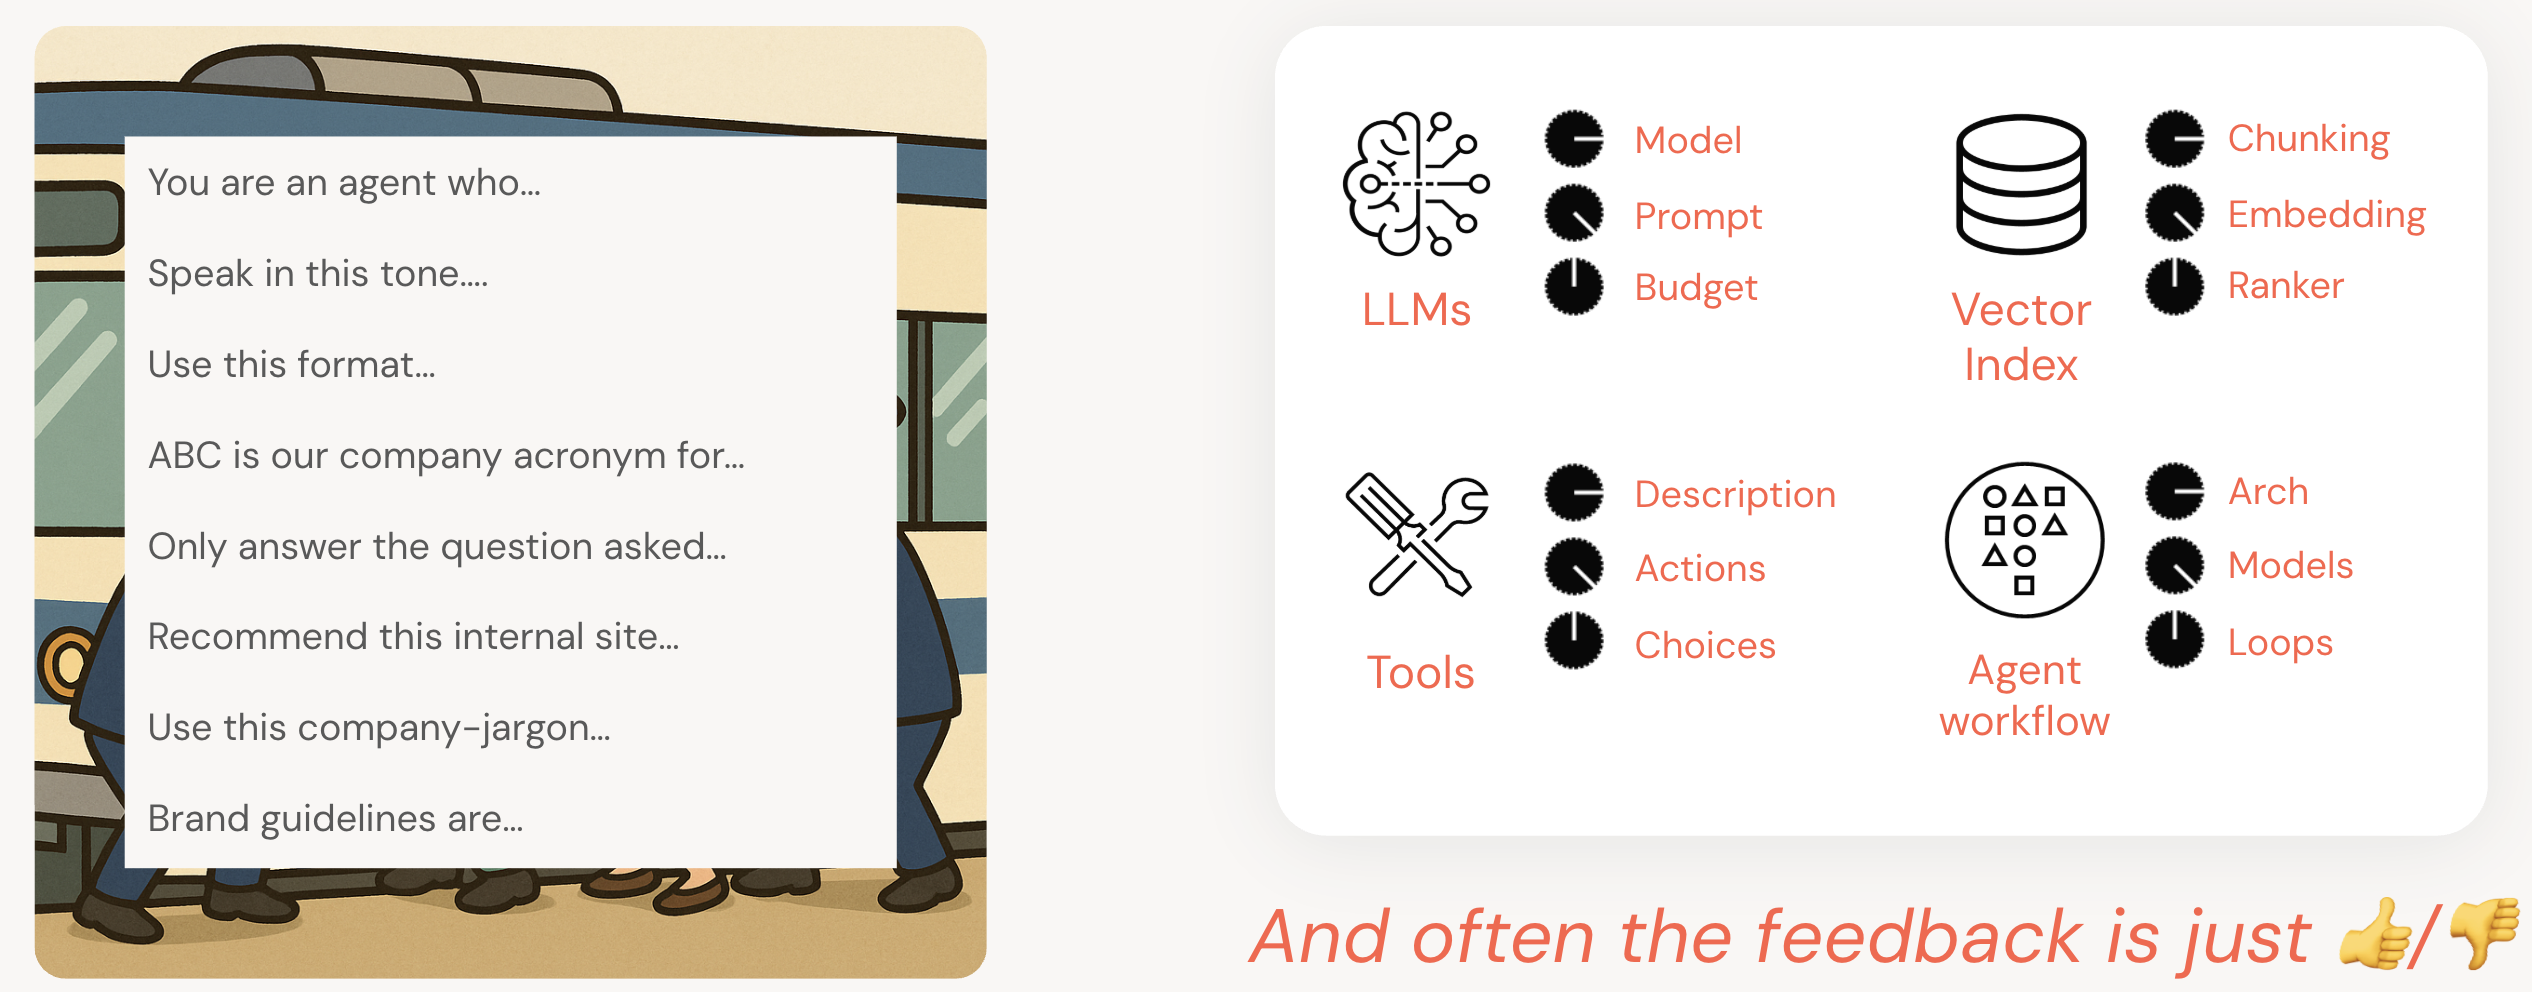 You are an agent who...
Speak in this tone....
Use this format...
ABC is our company acronym for...
Only answer the question asked...
Recommend this internal site...
Use this company-jargon...
Brand guidelines are...
LLMs
Model
Prompt
Budget
Vector
Index
Chunking
Embedding
Ranker
Tools
Description
Actions
Choices
Agent
workflow
Arch
Models
Loops
And often the feedback is just 👍/👎